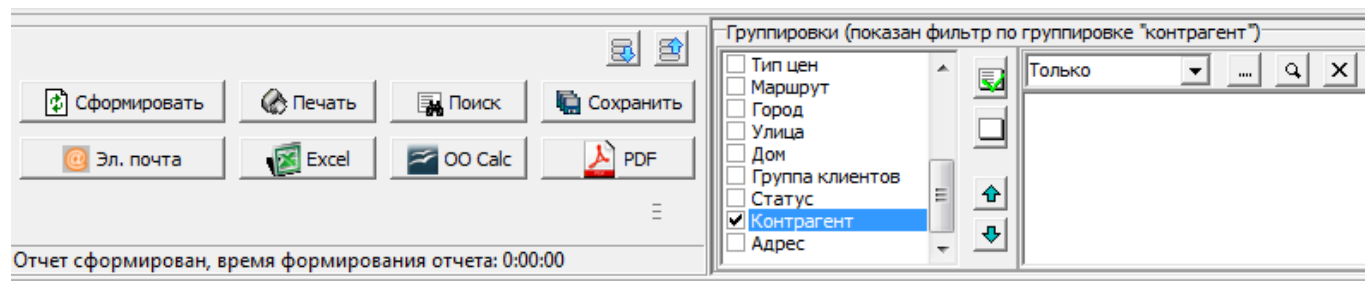 Сформировать
Печать
Поиск
Сохранить
Эл. почта
Excel
OO Calc
PDF
Отчет сформирован, время формирования отчета: 0:00:00
Группировки (показан фильтр по группировке "контрагент")
Тип цен
Маршрут
Город
Улица
Дом
Группа клиентов
Статус
Контрагент
Адрес
Только
....